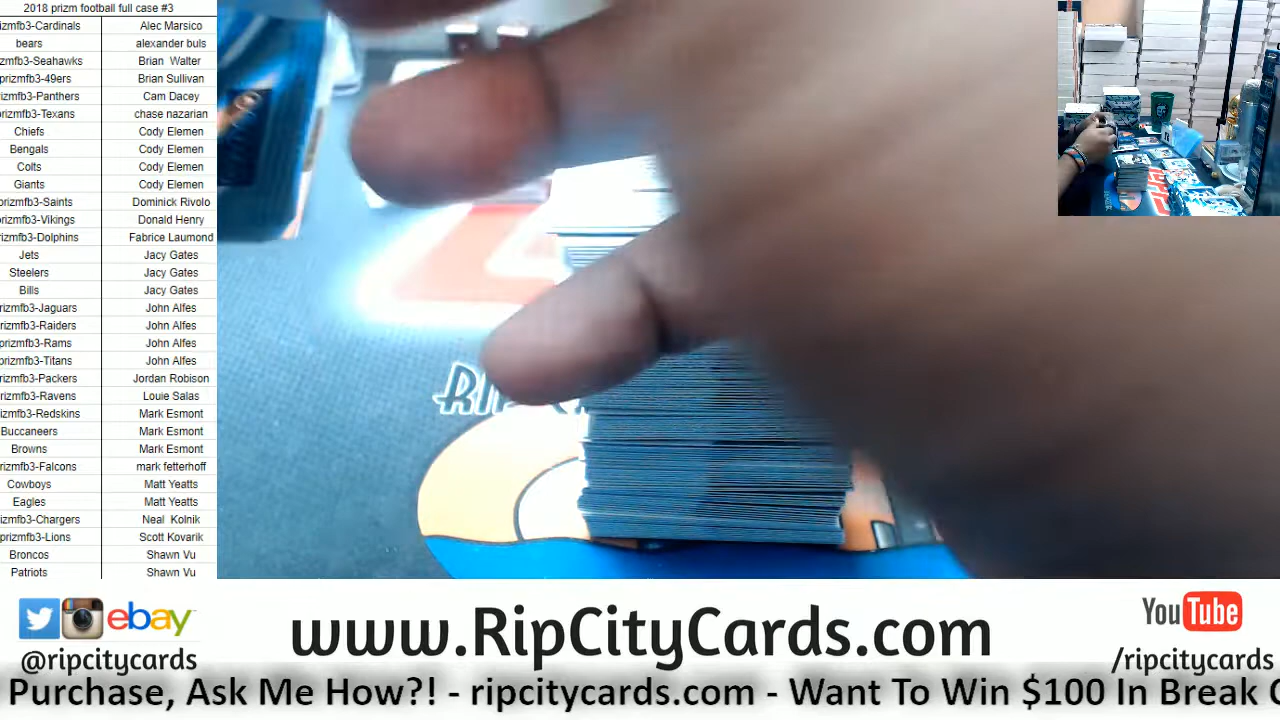 2018 prizm football full case #3
izmfb3-Cardinals Alec Marsico
bears alexander buls
zmfb3-Seahawks Brian Walter
prizmfb3-49ers Brian Sullivan
izmfb3-Panthers Cam Dacey
prizmfb3-Texans chase nazarian
Chiefs Cody Elemen
Bengals Cody Elemen
Colts Cody Elemen
Giants Cody Elemen
prizmfb3-Saints Dominick Rivolo
rizmfb3-Vikings Donald Henry
izmfb3-Dolphins Fabrice Laumond
Jets Jacy Gates
Steelers Jacy Gates
Bills Jacy Gates
rizmfb3-Jaguars John Alfes
rizmfb3-Raiders John Alfes
prizmfb3-Rams John Alfes
prizmfb3-Titans John Alfes
rizmfb3-Packers Jordan Robison
rizmfb3-Ravens Louie Salas
izmfb3-Redskins Mark Esmont
Buccaneers Mark Esmont
Browns Mark Esmont
rizmfb3-Falcons mark fetterhoff
Cowboys Matt Yeatts
Eagles Matt Yeatts
izmfb3-Chargers Neal Kolnik
prizmfb3-Lions Scott Kovarik
Broncos Shawn Vu
Patriots Shawn Vu
RI
ebay
@ripcitycards
www.RipCityCards.com
YouTube
/ripcitycards
Purchase, Ask Me How?! - ripcitycards.com - Want To Win $100 In Break